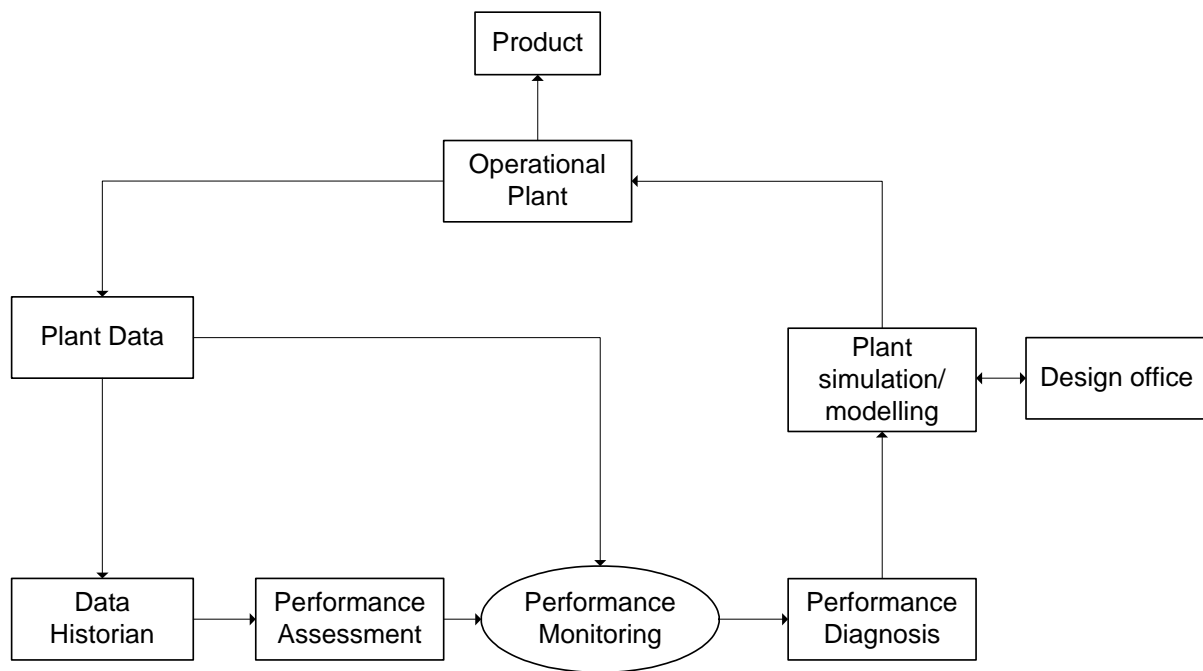 Product
Operational
Plant
Plant Data
Plant
simulation/
modelling
Design office
Data
Historian
Performance
Assessment
Performance
Monitoring
Performance
Diagnosis